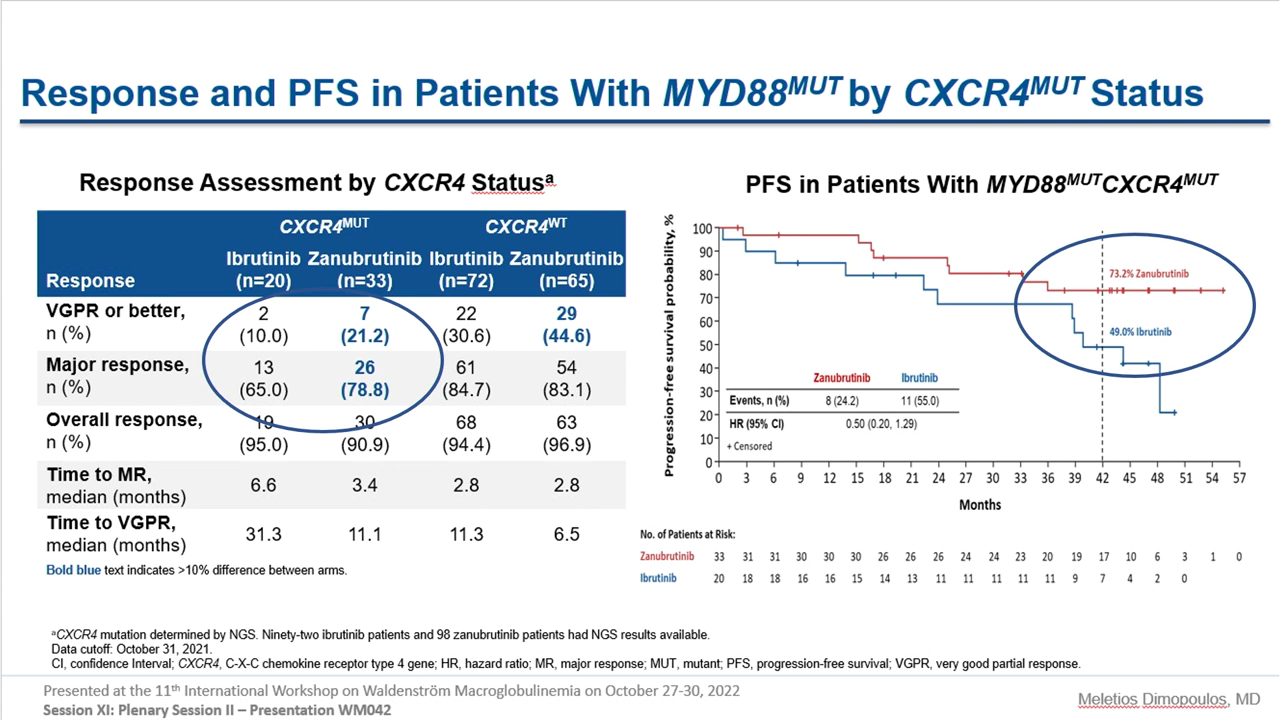 Response and PFS in Patients With MYD88MUT by CXCR4MUT Status
Response Assessment by CXCR4 Statusa
CXCR4MUT CXCR4WT
Response Ibrutinib (n=20) Zanubrutinib (n=33) Ibrutinib (n=72) Zanubrutinib (n=65)
VGPR or better, n (%) 2 (10.0) 7 (21.2) 22 (30.6) 29 (44.6)
Major response, n (%) 13 (65.0) 26 (78.8) 61 (84.7) 54 (83.1)
Overall response, n (%) 19 (95.0) 30 (90.9) 68 (94.4) 63 (96.9)
Time to MR, median (months) 6.6 3.4 2.8 2.8
Time to VGPR, median (months) 31.3 11.1 11.3 6.5
Bold blue text indicates >10% difference between arms.
PFS in Patients With MYD88MUTCXCR4MUT
Progression-free survival probability, %
100
90
80
70
60
50
40
30
20
10
0
73.2% Zanubrutinib
49.0% Ibrutinib
Zanubrutinib Ibrutinib
Events, n (%) 8 (24.2) 11 (55.0)
HR (95% CI) 0.50 (0.20, 1.29)
+ Censored
0 3 6 9 12 15 18 21 24 27 30 33 36 39 42 45 48 51 54 57
Months
No. of Patients at Risk:
Zanubrutinib 33 31 31 30 30 30 26 26 26 24 24 23 20 19 17 10 6 3 1 0
Ibrutinib 20 18 18 16 16 15 14 13 11 11 11 11 11 9 7 4 2 0
aCXCR4 mutation determined by NGS. Ninety-two ibrutinib patients and 98 zanubrutinib patients had NGS results available.
Data cutoff: October 31, 2021.
CI, confidence Interval; CXCR4, C-X-C chemokine receptor type 4 gene; HR, hazard ratio; MR, major response; MUT, mutant; PFS, progression-free survival; VGPR, very good partial response.
Presented at the 11th International Workshop on Waldenström Macroglobulinemia on October 27-30, 2022
Session XI: Plenary Session II – Presentation WM042
Meletios Dimopoulos, MD